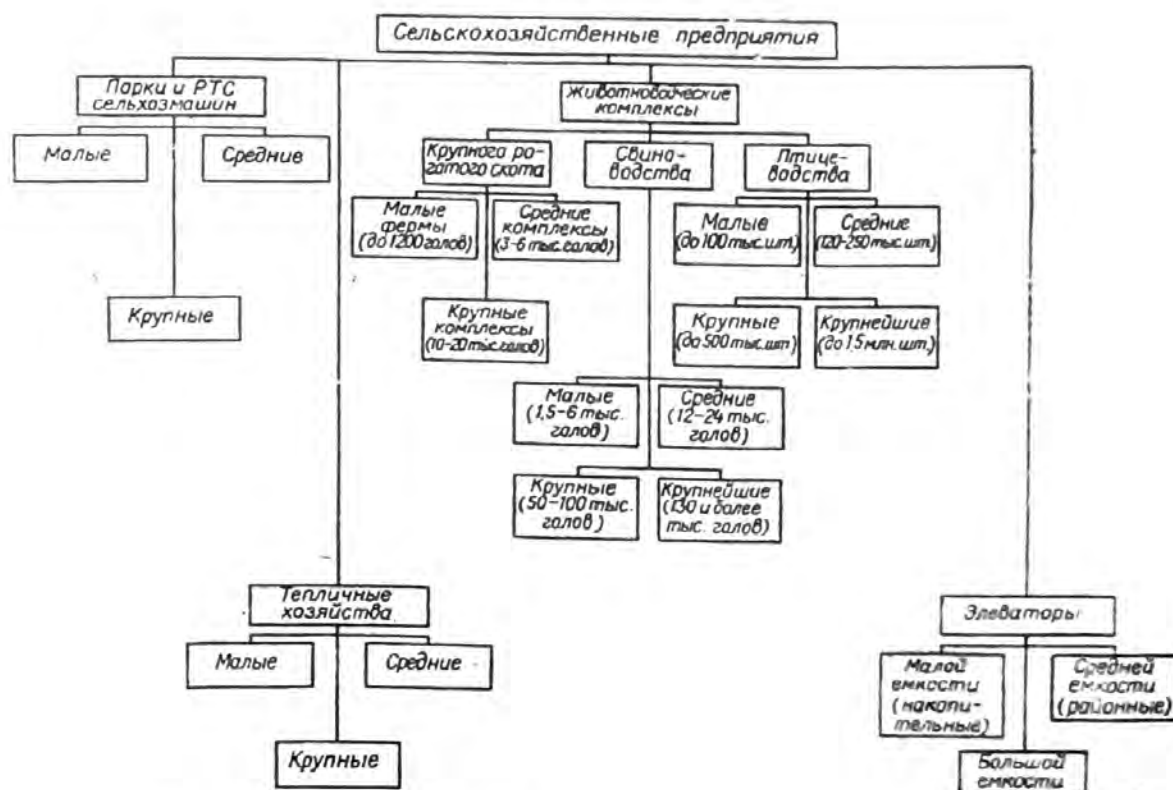 Сельскохозяйственные предприятия
Парки и РТС
сельхозмашин
Малые
Средние
Крупные
Животноводческие
комплексы
Крупного ро-
гатого скота
Малые
фермы
(до 1200 голов)
Средние
комплексы
(3-6 тыс. голов)
Крупные
комплексы
(10-20 тыс. голов)
Свино-
водства
Малые
(1,5-6 тыс.
голов)
Средние
(12-24 тыс.
голов)
Крупные
(50-100 тыс.
голов)
Крупнейшие
(130 и более
тыс. голов)
Птице-
водства
Малые
(до 100 тыс. шт.)
Средние
(120-250 тыс. шт.)
Крупные
(до 500 тыс. шт.)
Крупнейшие
(до 1,5 млн. шт.)
Тепличные
хозяйства
Малые
Средние
Крупные
Элеваторы
Малой
емкости
(накопи-
тельные)
Средней
емкости
(районные)
Большой
емкости